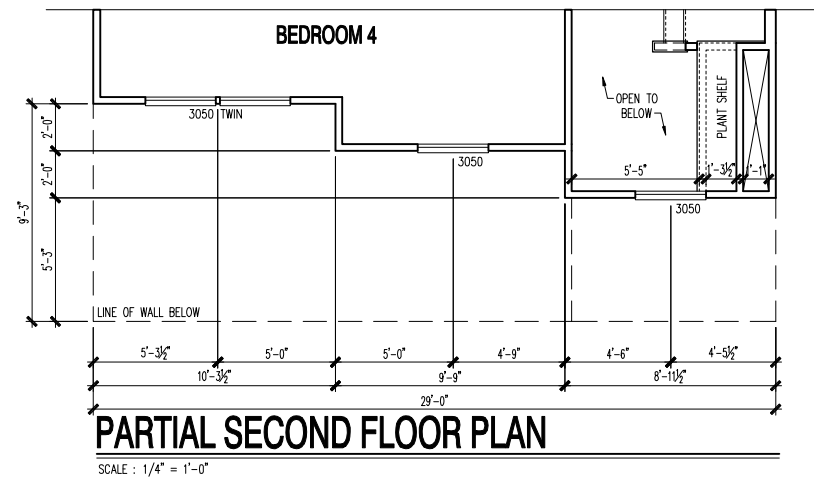 BEDROOM 4
PLANT SHELF
OPEN TO
BELOW
3050 TWIN
3050
3050
5'-5"
1'-3½"
1'-1"
2'-0"
2'-0"
9'-3"
5'-3"
LINE OF WALL BELOW
5'-3½"
5'-0"
5'-0"
4'-9"
4'-6"
4'-5½"
10'-3½"
9'-9"
8'-11½"
29'-0"
PARTIAL SECOND FLOOR PLAN
SCALE : 1/4" = 1'-0"